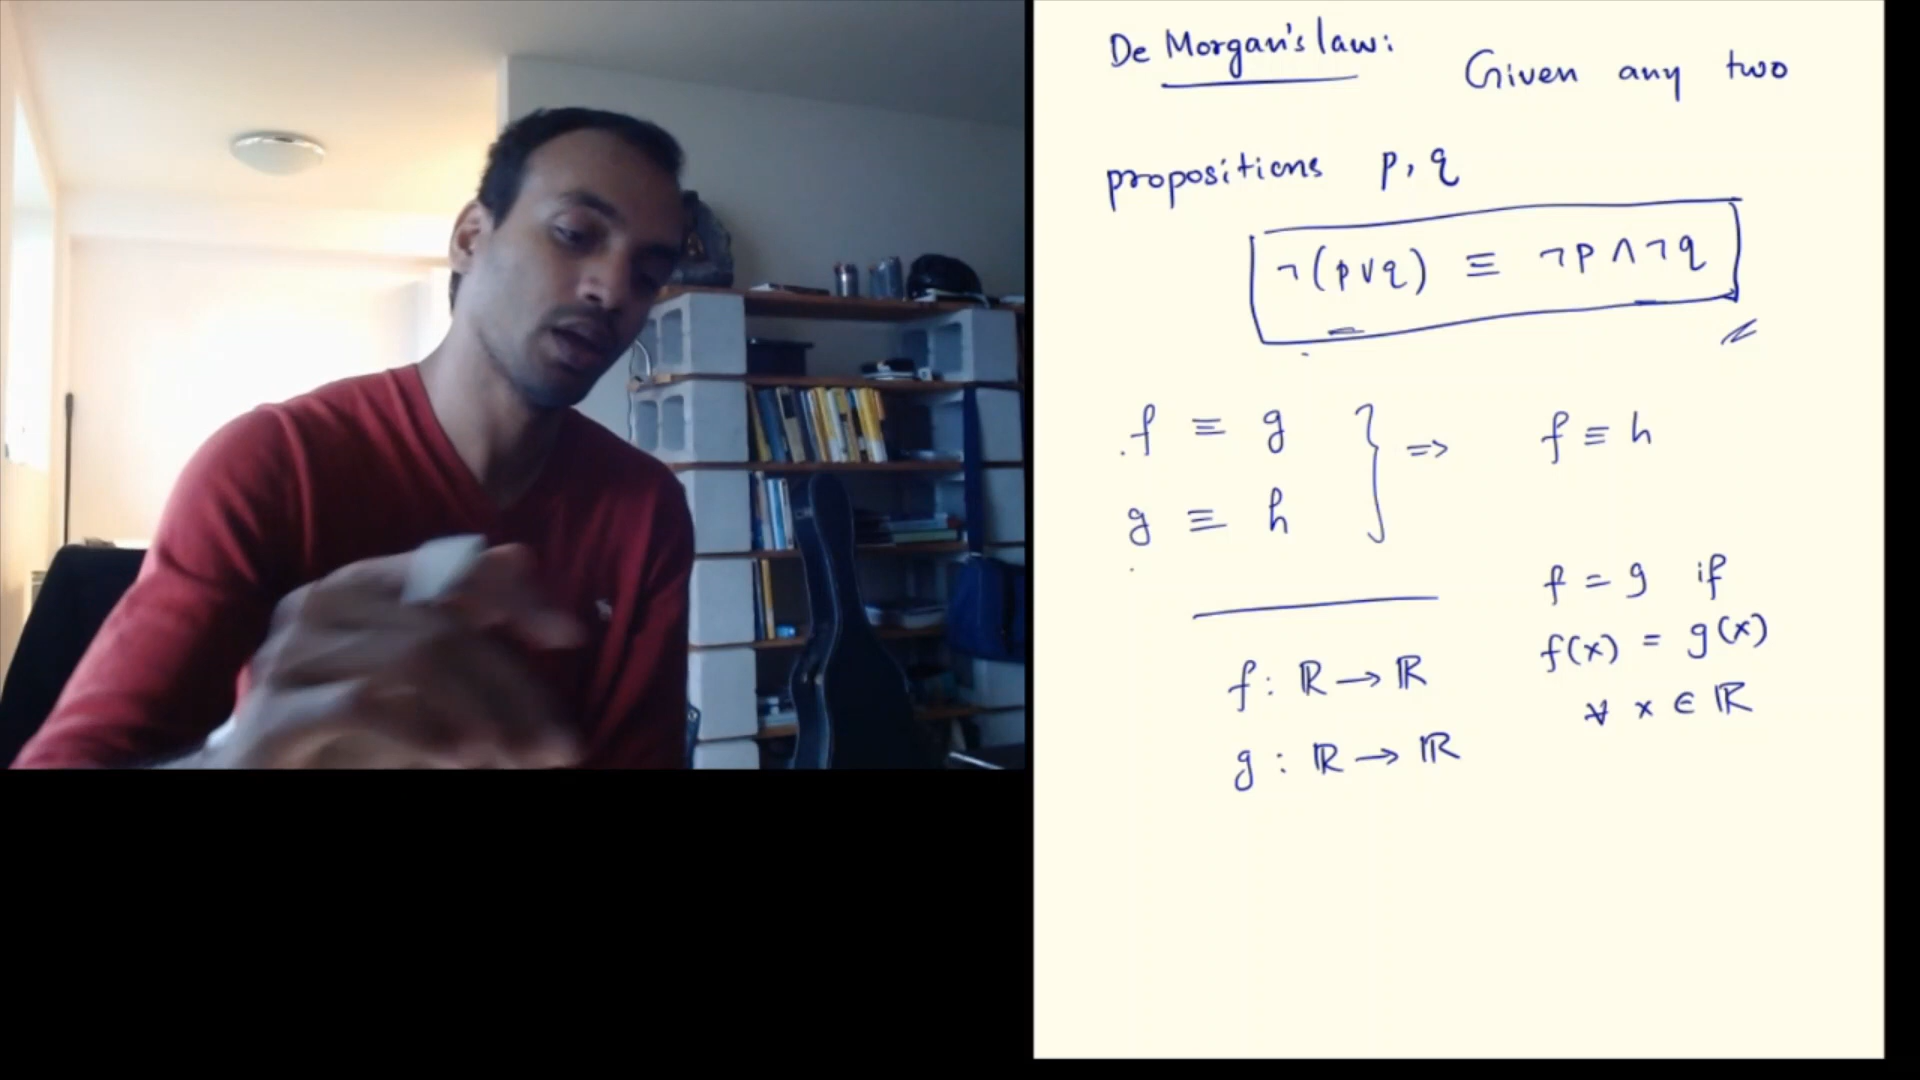 De Morgan's law: Given any two
propositions p, q
¬(p∨q) ≡ ¬p∧¬q
f ≡ g } => f ≡ h
g ≡ h
f = g if
f(x) = g(x)
∀ x ∈ ℝ
f : ℝ → ℝ
g : ℝ → ℝ